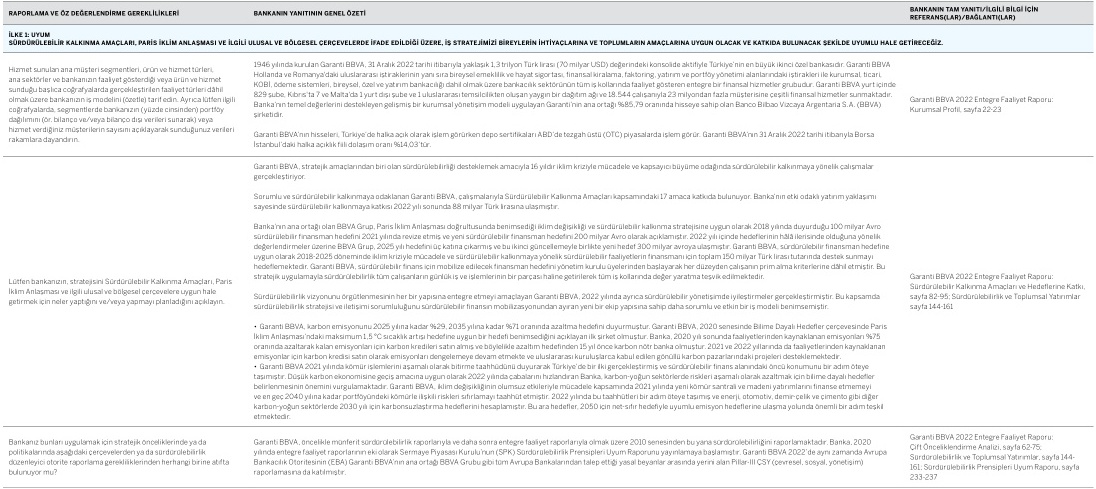 RAPORLAMA VE ÖZ DEĞERLENDİRME GEREKLİLİKLERİ
BANKANIN YANITININ GENEL ÖZETİ
BANKANIN TAM YANITI/İLGİLİ BİLGİ İÇİN
REFERANS(LAR)/BAĞLANTI(LAR)
İLKE 1: UYUM
SÜRDÜRÜLEBİLİR KALKINMA AMAÇLARI, PARİS İKLİM ANLAŞMASI VE İLGİLİ ULUSAL VE BÖLGESEL ÇERÇEVELERDE İFADE EDİLDİĞİ ÜZERE, İŞ STRATEJİMİZİ BİREYLERİN İHTİYAÇLARINA VE TOPLUMLARIN AMAÇLARINA UYGUN OLACAK VE KATKIDA BULUNACAK ŞEKİLDE UYUMLU HALE GETİRECEĞİZ.
Hizmet sunulan ana müşteri segmentleri, ürün ve hizmet türleri,
ana sektörler ve bankanızın faaliyet gösterdiği veya ürün ve hizmet
sunduğu başlıca coğrafyalarda gerçekleştirilen faaliyet türleri dâhil
olmak üzere bankanızın iş modelini (özetle) tarif edin. Ayrıca lütfen ilgili
coğrafyalarda, segmentlerde bankanızın (yüzde cinsinden) portföy
dağılımını (ör. bilanço ve/veya bilanço dışı verileri sunarak) veya
hizmet verdiğiniz müşterilerin sayısını açıklayarak sunduğunuz verileri
rakamlara dayandırın.
1946 yılında kurulan Garanti BBVA, 31 Aralık 2022 tarihi itibarıyla yaklaşık 1,3 trilyon Türk lirası (70 milyar USD) değerindeki konsolide aktifiyle Türkiye'nin en büyük ikinci özel bankasıdır. Garanti BBVA
Hollanda ve Romanya'daki uluslararası iştiraklerinin yanı sıra bireysel emeklilik ve hayat sigortası, finansal kiralama, faktoring, yatırım ve portföy yönetimi alanlarındaki iştirakleri ile kurumsal, ticari,
KOBİ, ödeme sistemleri, bireysel, özel ve yatırım bankacılığı dahil olmak üzere bankacılık sektörünün tüm iş kollarında faaliyet gösteren entegre bir finansal hizmetler grubudur. Garanti BBVA yurt içinde
829 şube, Kıbrıs'ta 7 ve Malta'da 1 yurt dışı şube ve 1 uluslararası temsilcilikten oluşan yaygın bir dağıtım ağı ve 18.544 çalışanıyla 23 milyondan fazla müşterisine çeşitli finansal hizmetler sunmaktadır.
Banka'nın temel değerlerini destekleyen gelişmiş bir kurumsal yönetişim modeli uygulayan Garanti'nin ana ortağı %85.79 oranında hisseye sahip olan Banco Bilbao Vizcaya Argentaria S.A. (BBVA)
şirketidir.
Garanti BBVA'nın hisseleri, Türkiye'de halka açık olarak işlem görürken depo sertifikaları ABD'de tezgah üstü (OTC) piyasalarda işlem görür. Garanti BBVA'nın 31 Aralık 2022 tarihi itibarıyla Borsa
İstanbul'daki halka açıklık fiili dolaşım oranı %14,03'tür.
Garanti BBVA Entegre Faaliyet Raporu:
Kurumsal Profil, sayfa 22-23
Lütfen bankanızın, stratejisini Sürdürülebilir Kalkınma Amaçları, Paris
İklim Anlaşması ve ilgili ulusal ve bölgesel çerçevelere uygun hale
getirmek için neler yaptığını ve/veya yapmayı planladığını açıklayın.
Garanti BBVA, stratejik amaçlarından biri olan sürdürülebilirliği desteklemek amacıyla 16 yıldır iklim kriziyle mücadele ve kapsayıcı büyüme odağında sürdürülebilir kalkınmaya yönelik çalışmalar
gerçekleştiriyor.
Sorumlu ve sürdürülebilir kalkınmaya odaklanan Garanti BBVA, çalışmalarıyla Sürdürülebilir Kalkınma Amaçları kapsamındaki 17 amaca katkıda bulunuyor. Banka'nın etki odaklı yatırım yaklaşımı
sayesinde sürdürülebilir kalkınmaya katkısı 2022 yılı sonunda 88 milyar Türk lirasına ulaşmıştır.
Banka'nın ana ortağı olan BBVA Grup, Paris İklim Anlaşması doğrultusunda benimsediği iklim değişikliği ve sürdürülebilir kalkınma stratejisine uygun olarak 2018 yılında duyurduğu 100 milyar Avro
sürdürülebilir finansman hedefini 2021 yılında revize etmiş ve yeni sürdürülebilir finansman hedefini 200 milyar Avro olarak açıklamıştır. 2022 yılı içinde hedeflerinin hâlâ ilerisinde olduğuna yönelik
değerlendirmeler üzerine BBVA Grup, 2025 yılı hedefini üç katına çıkarmış ve bu ikinci güncellemeyle birlikte yeni hedef 300 milyar avroya ulaşmıştır. Garanti BBVA, sürdürülebilir finansman hedefine
uygun olarak 2018-2025 döneminde iklim kriziyle mücadele ve sürdürülebilir kalkınmaya yönelik sürdürülebilir faaliyetlerin finansmanı için toplam 150 milyar Türk lirası tutarında destek sunmayı
hedeflemektedir. Garanti BBVA, sürdürülebilir finans için mobilize edilecek finansman hedefini yönetim kurulu üyelerinden başlayarak her düzeyden çalışanın prim alma kriterlerine dâhil etmiştir. Bu
stratejik uygulamayla sürdürülebilirlik tüm çalışanların günlük iş ve işlemlerinin bir parçası haline getirilerek tüm iş kollarında değer yaratma teşvik edilmektedir.
Sürdürülebilirlik vizyonunu örgütlenmesinin her bir yapısına entegre etmeyi amaçlayan Garanti BBVA, 2022 yılında ayrıca sürdürülebilir yönetişimde iyileştirmeler gerçekleştirmiştir. Bu kapsamda
sürdürülebilirlik stratejisi ve iletişimi sorumluluğunu sürdürülebilir finansın mobilizasyonundan ayıran yeni bir ekip yapısına sahip daha sorumlu ve etkin bir iş modeli benimsemiştir.
• Garanti BBVA, karbon emisyonunu 2025 yılına kadar %29, 2035 yılına kadar %71 oranında azaltma hedefini duyurmuştur. Garanti BBVA, 2020 senesinde Bilime Dayalı Hedefler çerçevesinde Paris
İklim Anlaşması'ndaki maksimum 1.5 °C sıcaklık artışı hedefine uygun bir hedefi benimsediğini açıklayan ilk şirket olmuştur. Banka, 2020 yılı sonunda faaliyetlerinden kaynaklanan emisyonları %75
oranında azaltarak kalan emisyonları için karbon kredileri satın almış ve böylelikle azaltım hedefinden 15 yıl önce karbon nötr banka olmuştur. 2021 ve 2022 yıllarında da faaliyetlerinden kaynaklanan
emisyonlar için karbon kredisi satın olarak emisyonları dengelemeye devam etmekte ve uluslararası kuruluşlarca kabul edilen gönüllü karbon pazarlarındaki projeleri desteklemektedir.
• Garanti BBVA 2021 yılında kömür işlemlerini aşamalı olarak bitirme taahhüdünü duyurarak Türkiye'de bir ilki gerçekleştirmiş ve sürdürülebilir finans alanındaki öncü konumunu bir adım öteye
taşımıştır. Düşük karbon ekonomisine geçiş amacına uygun olarak 2022 yılında çabalarını hızlandıran Banka, karbon-yoğun sektörlerde riskleri aşamalı olarak azaltmak için bilime dayalı hedefler
belirlenmesinin önemini vurgulamaktadır. Garanti BBVA, iklim değişikliğinin olumsuz etkileriyle mücadele kapsamında 2021 yılında yeni kömür santrali ve madeni yatırımlarını finanse etmemeyi
ve en geç 2040 yılına kadar portföyündeki kömürle ilişkili riskleri sıfırlamayı taahhüt etmiştir. 2022 yılında bu taahhütleri bir adım öteye taşımış ve enerji, otomotiv, demir-çelik ve çimento gibi diğer
karbon-yoğun sektörlerde 2030 yılı için karbonsuzlaştırma hedeflerini hesaplamıştır. Bu ara hedefler, 2050 için net-sıfır hedefiyle uyumlu emisyon hedeflerine ulaşma yolunda önemli bir adım teşkil
etmektedir.
Garanti BBVA 2022 Entegre Faaliyet Raporu:
Sürdürülebilir Kalkınma Amaçları ve Hedeflerine Katkı,
sayfa 82-95; Sürdürülebilirlik ve Toplumsal Yatırımlar
sayfa 144-161
Bankanız bunları uygulamak için stratejik önceliklerinde ya da
politikalarında aşağıdaki çerçevelerden ya da sürdürülebilirlik
düzenleyici otorite raporlama gerekliliklerinden herhangi birine atıfta
bulunuyor mu?
Garanti BBVA, öncelikle münferit sürdürülebilirlik raporlarıyla ve daha sonra entegre faaliyet raporlarıyla olmak üzere 2010 senesinden bu yana sürdürülebilirliğini raporlamaktadır. Banka, 2020
yılında entegre faaliyet raporlarının eki olarak Sermaye Piyasası Kurulu'nun (SPK) Sürdürülebilirlik Prensipleri Uyum Raporunu yayınlamaya başlamıştır. Garanti BBVA 2022'de aynı zamanda Avrupa
Bankacılık Otoritesinin (EBA) Garanti BBVA'nın ana ortağı BBVA Grubu gibi tüm Avrupa Bankalarından talep ettiği yasal beyanlar arasında yerini alan Pillar-III ÇSY (çevresel, sosyal, yönetişim)
raporlamasına da katılmıştır.
Garanti BBVA 2022 Entegre Faaliyet Raporu:
Çift Önceliklendirme Analizi, sayfa 62-75;
Sürdürülebilirlik ve Toplumsal Yatırımlar, sayfa 144-
161; Sürdürülebilirlik Prensipleri Uyum Raporu, sayfa
233-237